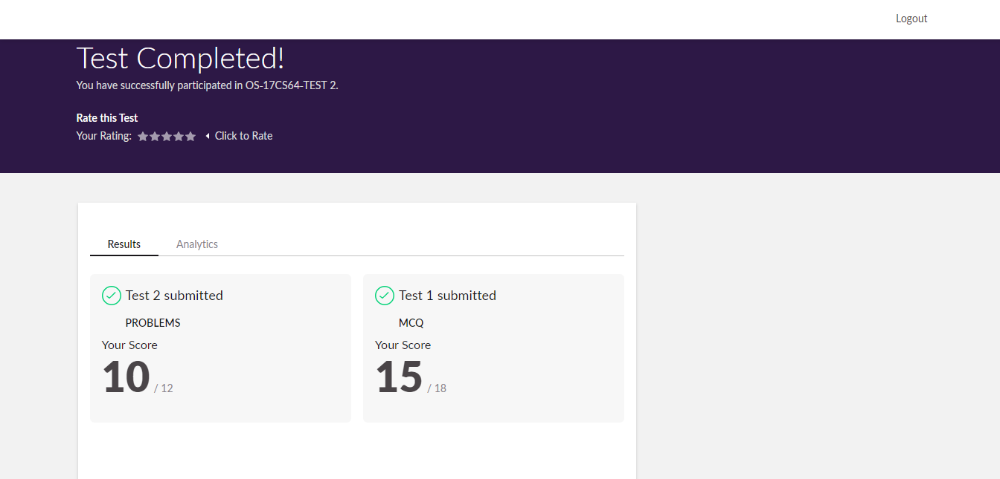 Logout
Test Completed!
You have successfully participated in OS-17CS64-TEST 2.
Rate this Test
Your Rating: Click to Rate
Results Analytics
Test 2 submitted
PROBLEMS
Your Score
10 / 12
Test 1 submitted
MCQ
Your Score
15 / 18